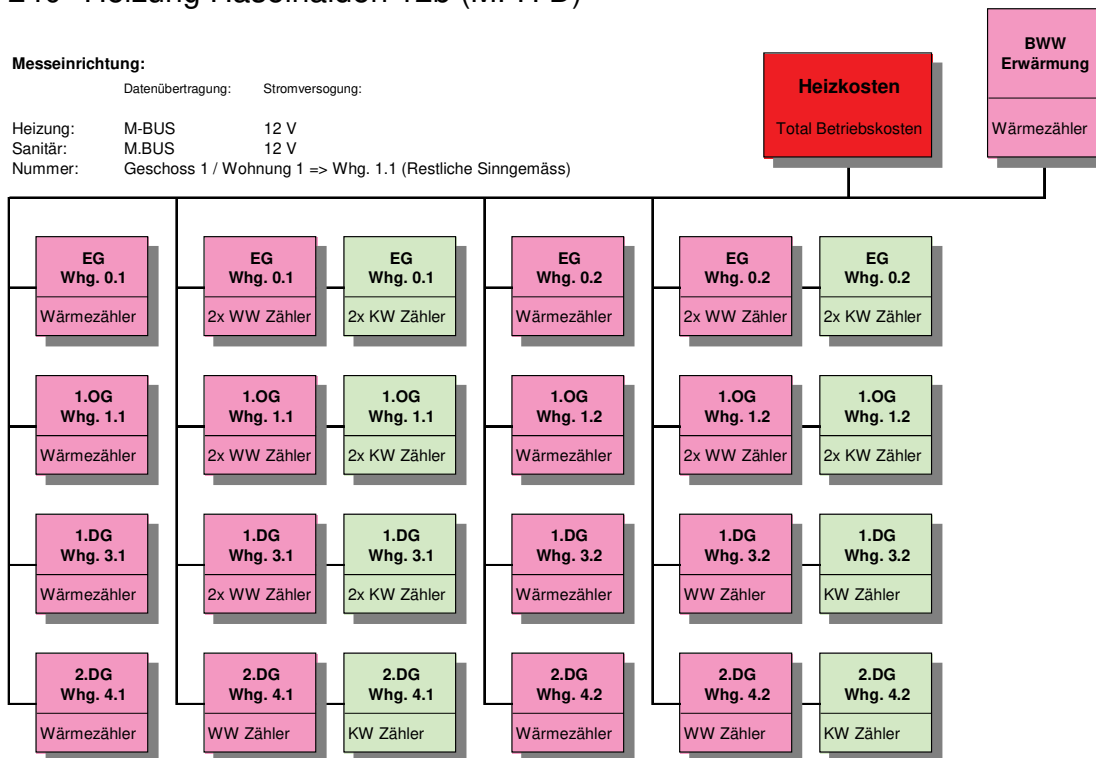 Messeinrichtung:
Datenübertragung: Stromversogung:
Heizung: M-BUS 12 V
Sanitär: M.BUS 12 V
Nummer: Geschoss 1 / Wohnung 1 => Whg. 1.1 (Restliche Sinngemäss)
Heizkosten
Total Betriebskosten
BWW
Erwärmung
Wärmezähler
EG EG EG EG EG EG
Whg. 0.1 Whg. 0.1 Whg. 0.1 Whg. 0.2 Whg. 0.2 Whg. 0.2
Wärmezähler 2x WW Zähler 2x KW Zähler Wärmezähler 2x WW Zähler 2x KW Zähler
1.OG 1.OG 1.OG 1.OG 1.OG 1.OG
Whg. 1.1 Whg. 1.1 Whg. 1.1 Whg. 1.2 Whg. 1.2 Whg. 1.2
Wärmezähler 2x WW Zähler 2x KW Zähler Wärmezähler 2x WW Zähler 2x KW Zähler
1.DG 1.DG 1.DG 1.DG 1.DG 1.DG
Whg. 3.1 Whg. 3.1 Whg. 3.1 Whg. 3.2 Whg. 3.2 Whg. 3.2
Wärmezähler 2x WW Zähler 2x KW Zähler Wärmezähler WW Zähler KW Zähler
2.DG 2.DG 2.DG 2.DG 2.DG 2.DG
Whg. 4.1 Whg. 4.1 Whg. 4.1 Whg. 4.2 Whg. 4.2 Whg. 4.2
Wärmezähler WW Zähler KW Zähler Wärmezähler WW Zähler KW Zähler